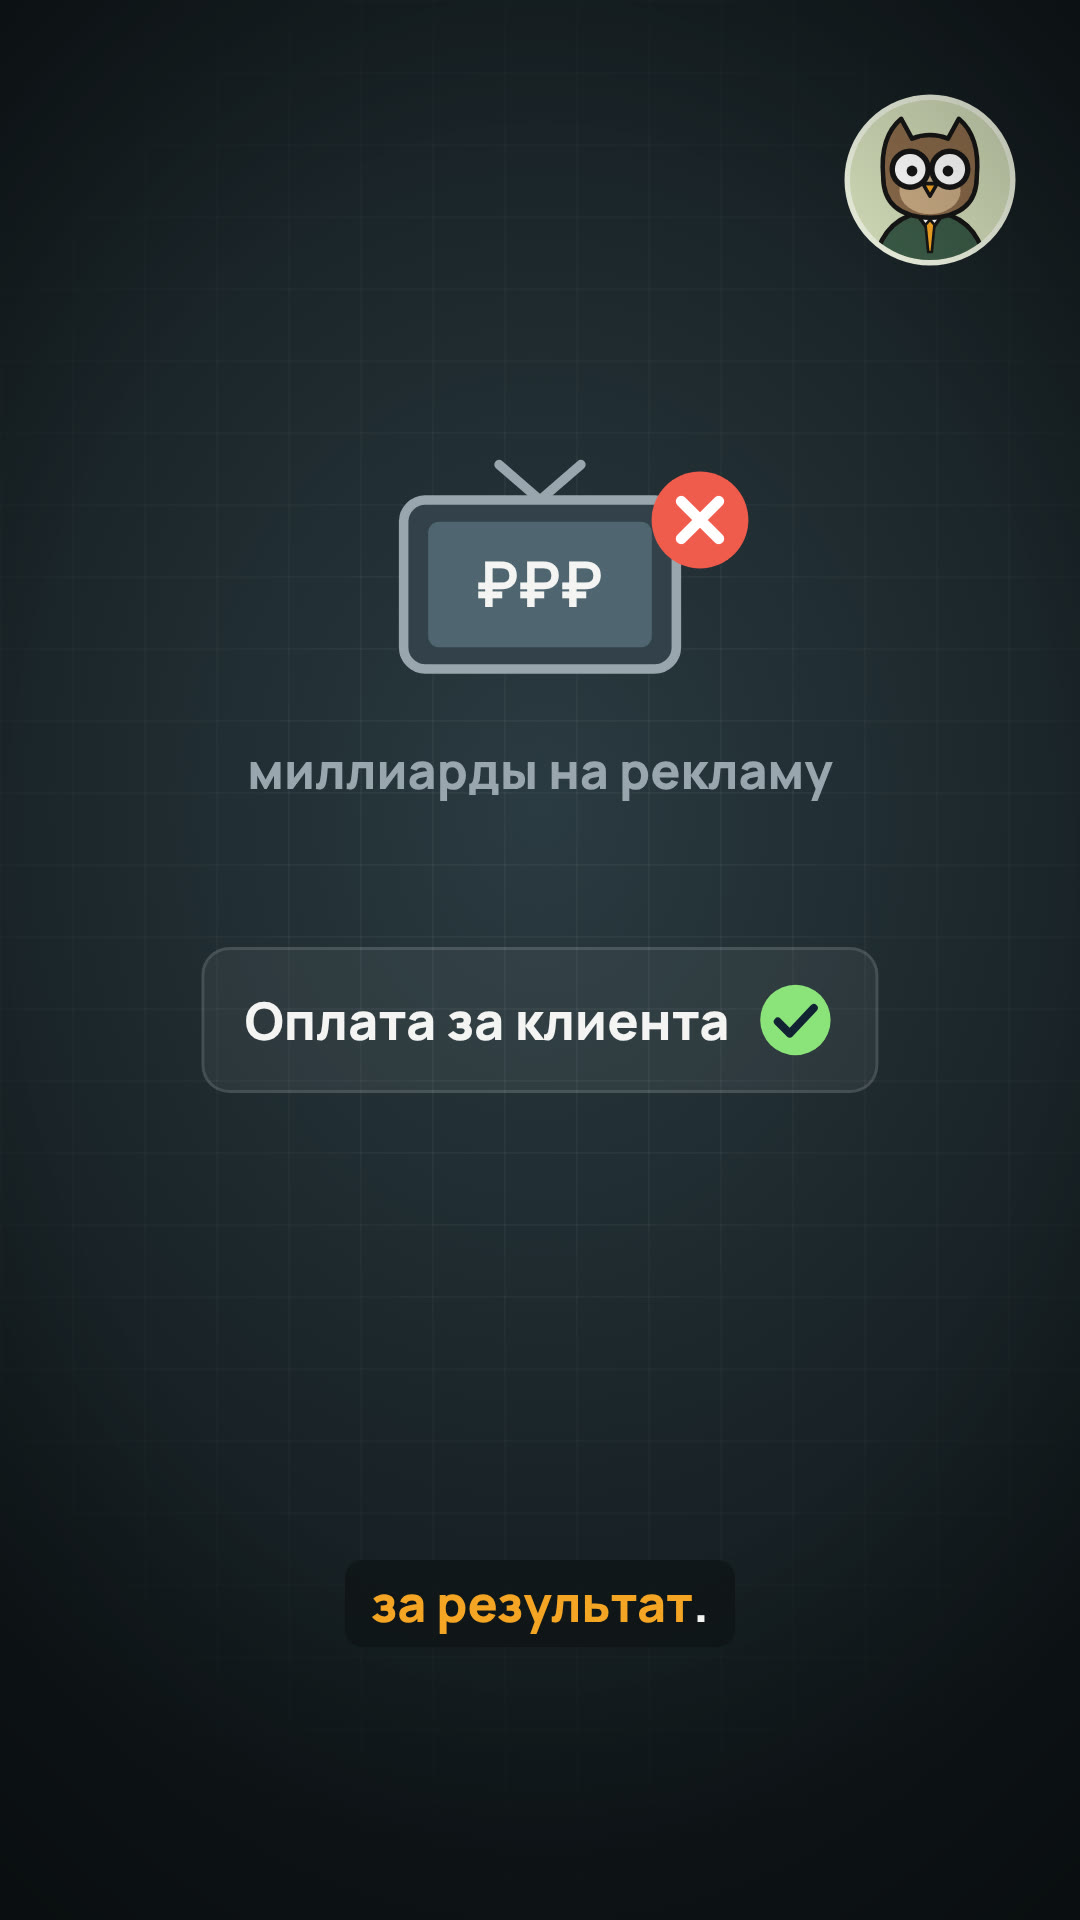 ₽₽₽
миллиарды на рекламу
Оплата за клиента
за результат.